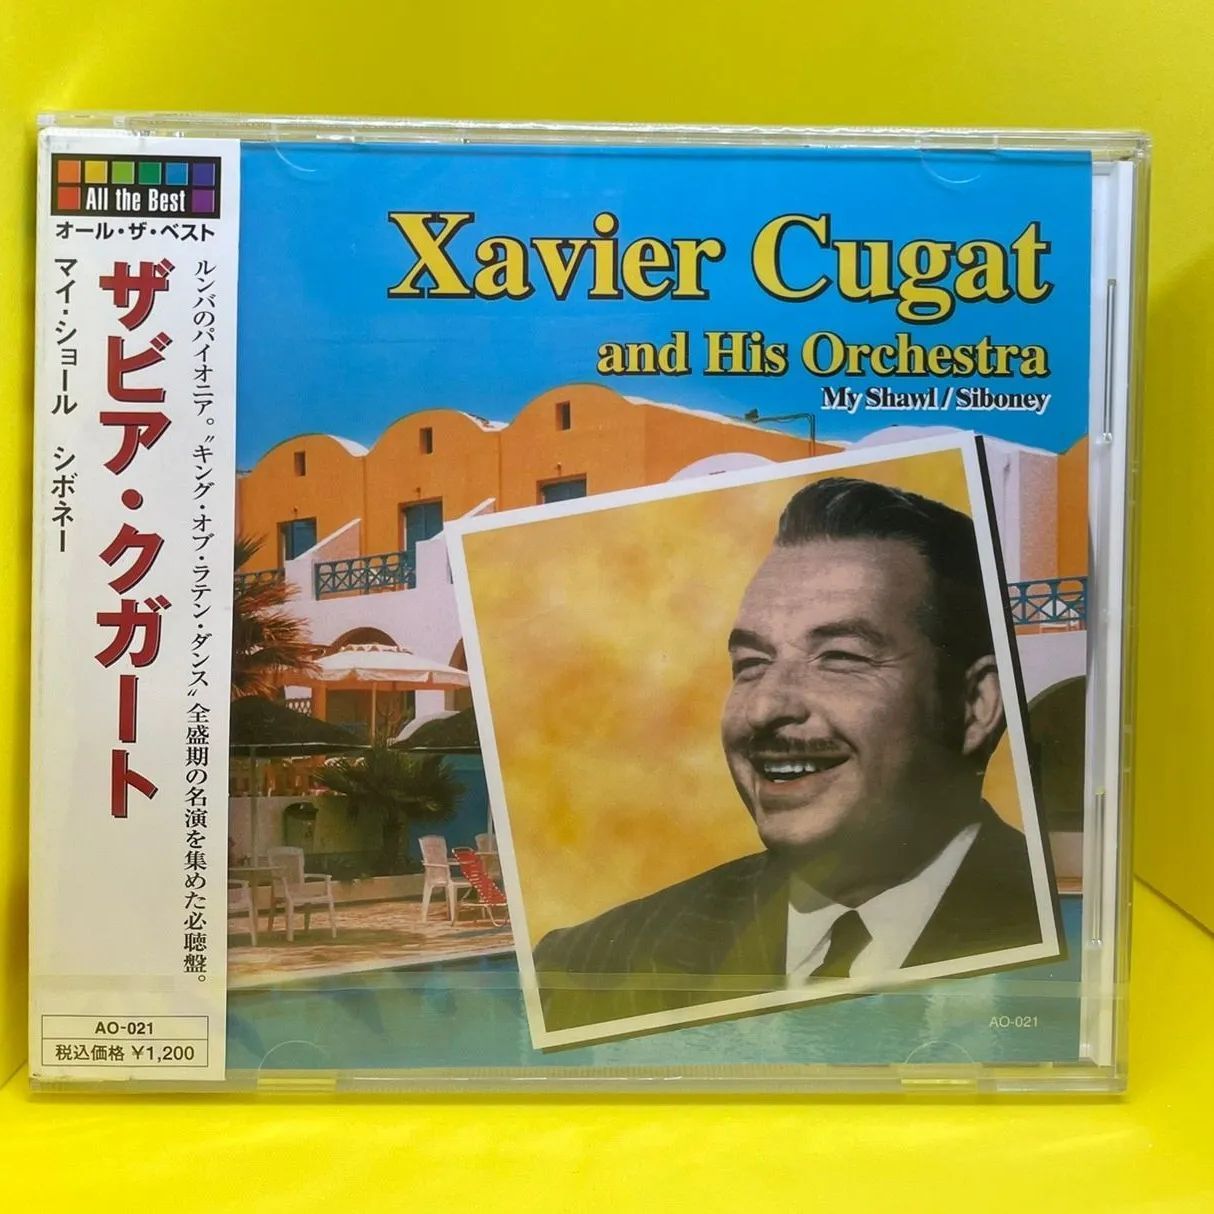 All the Best
オール・ザ・ベスト
ルンバのパイオニア。〝キング・オブ・ラテン・ダンス〟全盛期の名演を集めた必聴盤。
ザビア・クガート
マイ・ショール　シボネー
AO-021
税込価格 ¥1,200
Xavier Cugat
and His Orchestra
My Shawl / Siboney
AO-021